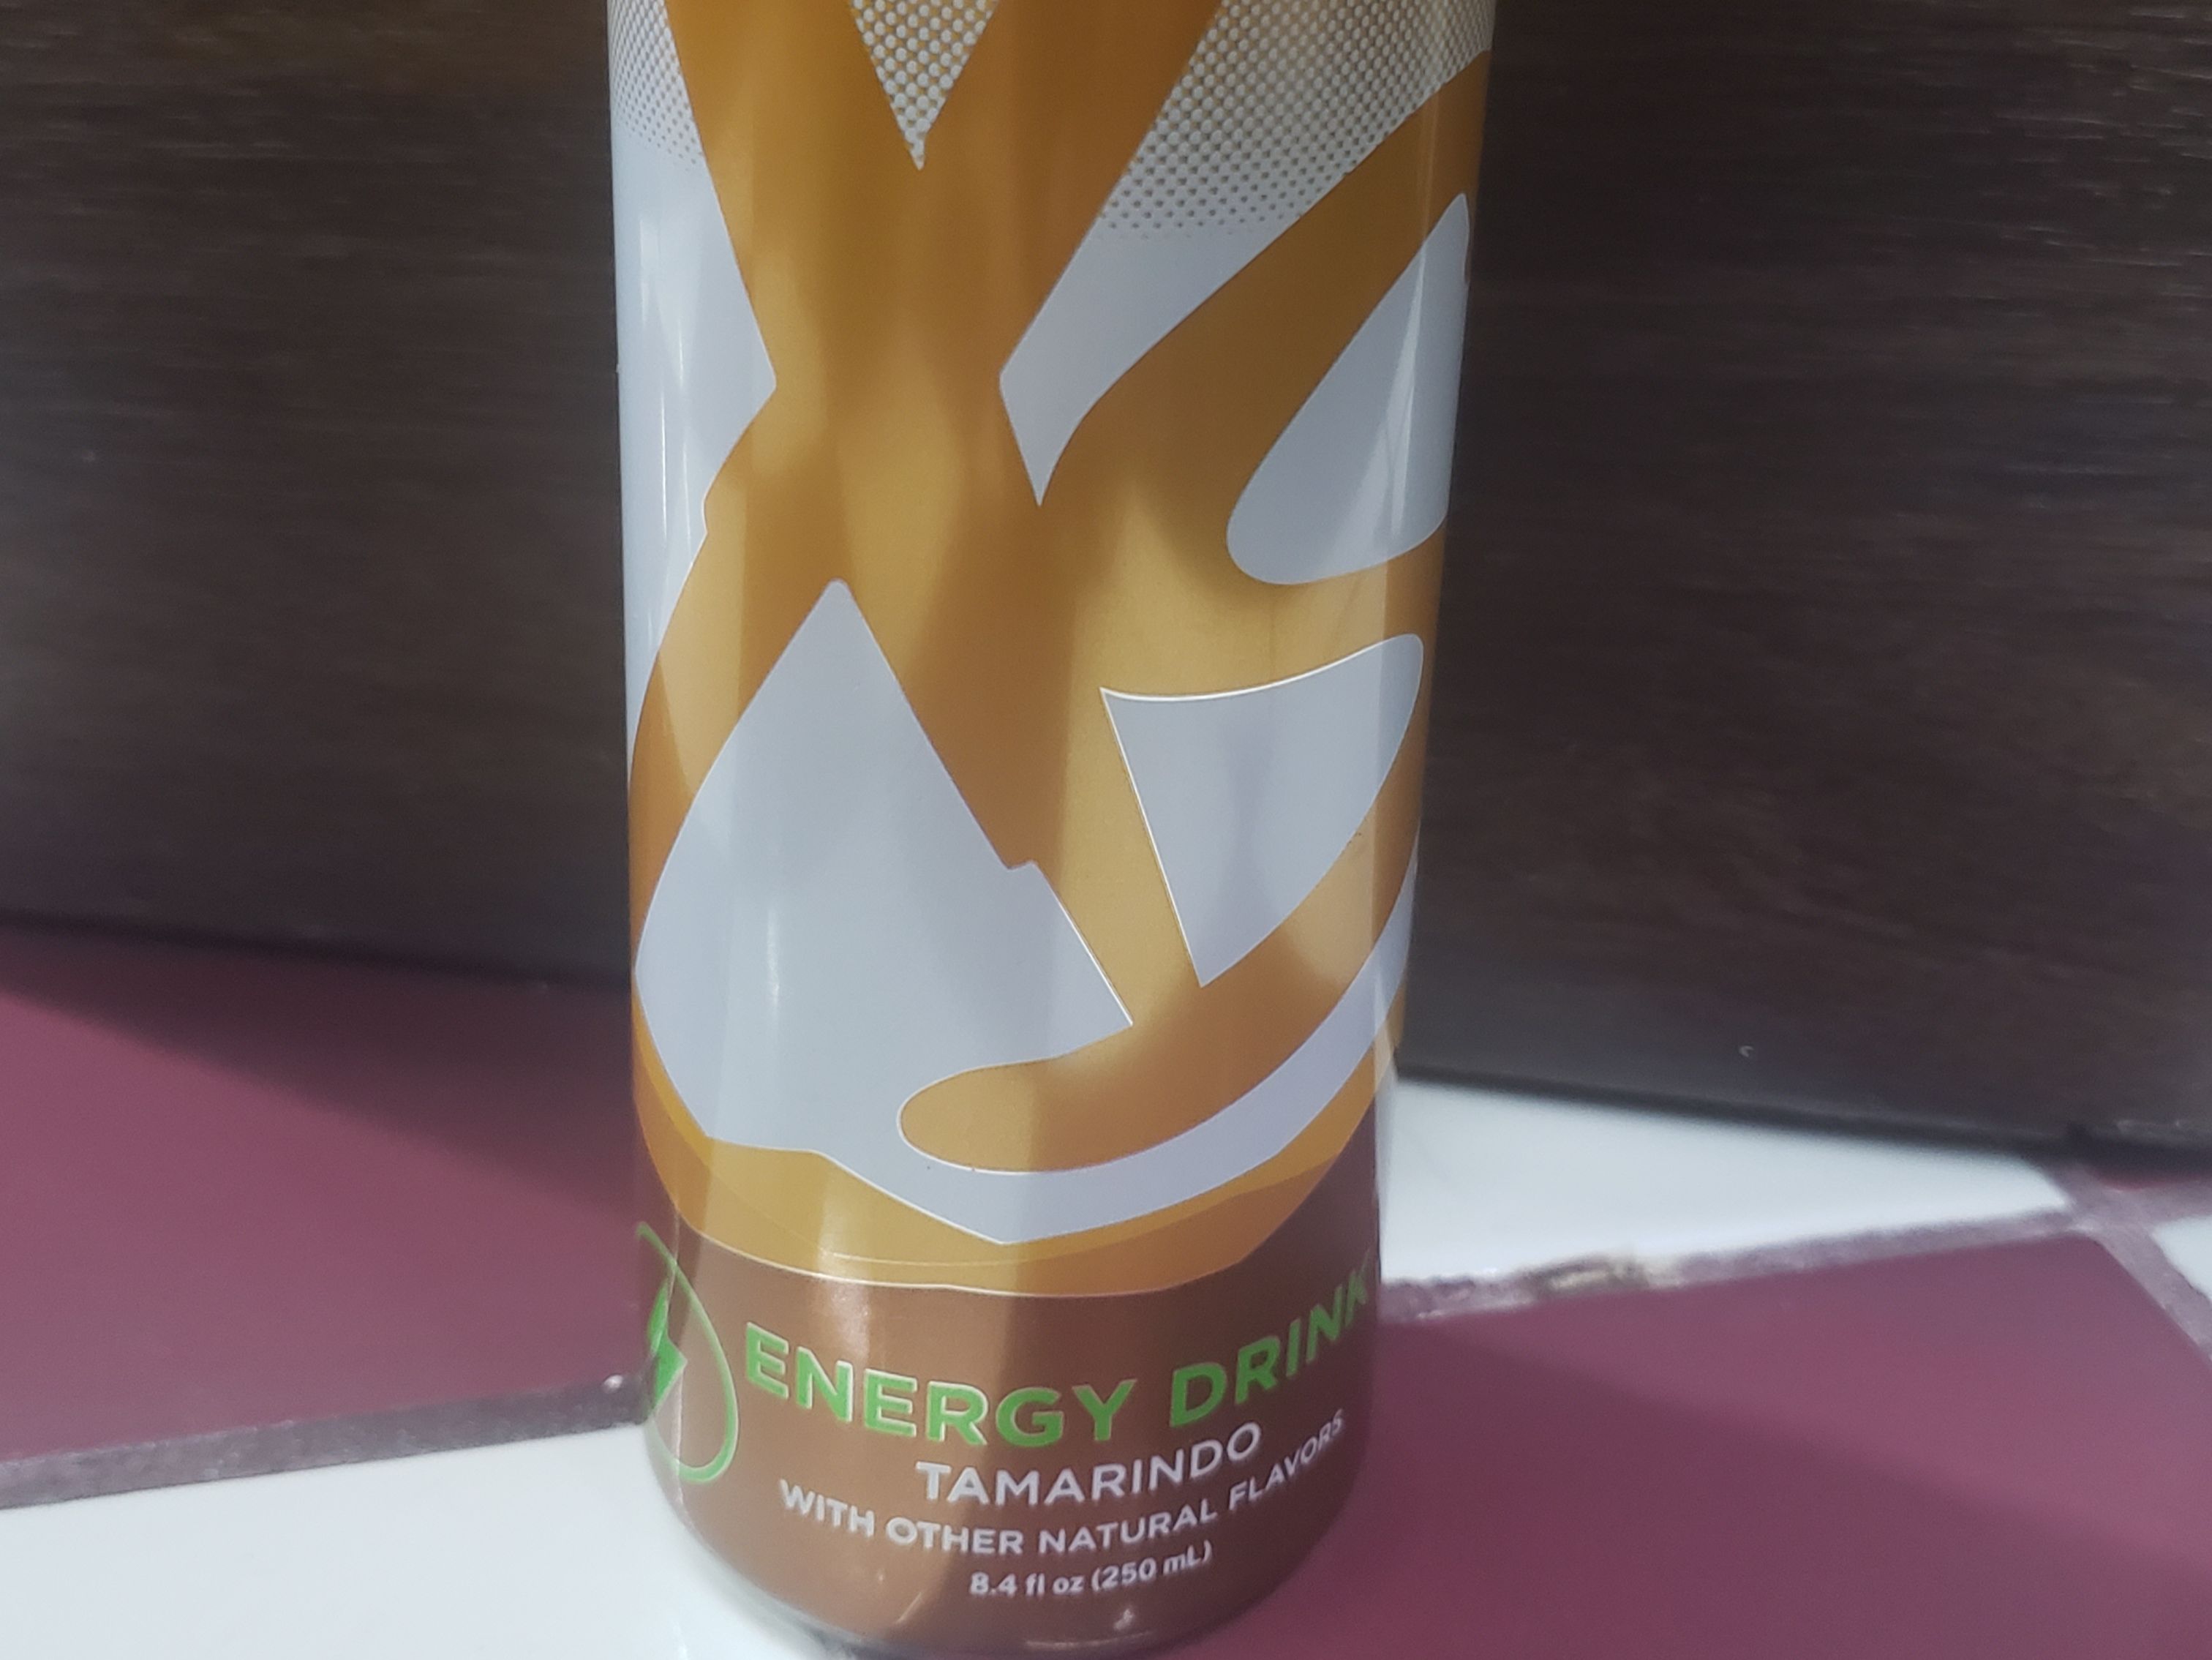 ENERGY DRINK
TAMARINDO
WITH OTHER NATURAL FLAVORS
8.4 fl oz (250 mL)